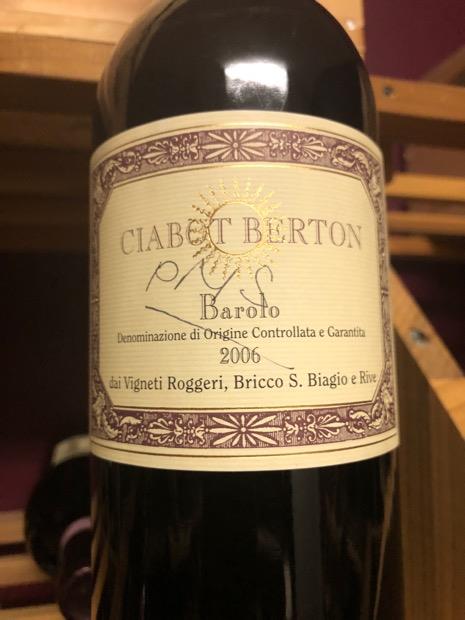 CIABOT BERTON
Barolo
Denominazione di Origine Controllata e Garantita
2006
dai Vigneti Roggeri, Bricco S. Biagio e Rive